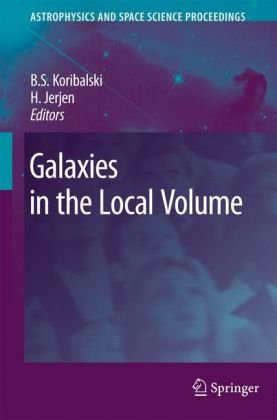 ASTROPHYSICS AND SPACE SCIENCE PROCEEDINGS
B.S. Koribalski
H. Jerjen
Editors
Galaxies
in the Local Volume
Springer